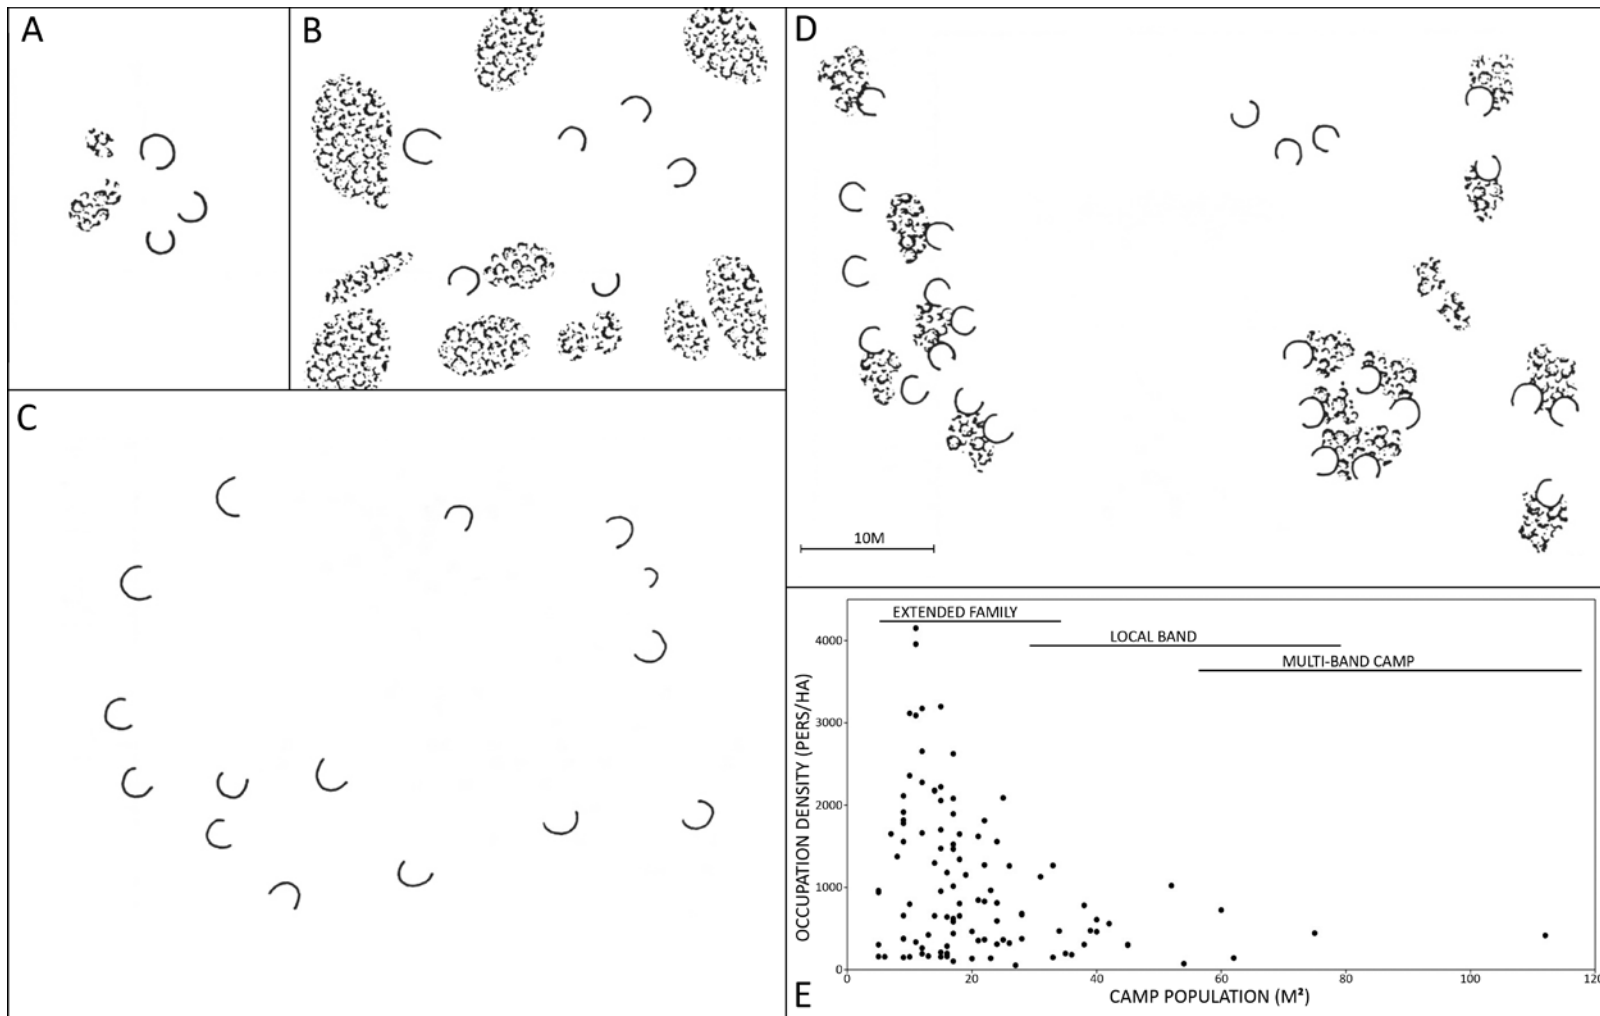 A
B
D
C
10M
EXTENDED FAMILY
LOCAL BAND
MULTI-BAND CAMP
4000
3000
2000
1000
0
OCCUPATION DENSITY (PERS/HA)
0 20 40 60 80 100 120
CAMP POPULATION (M²)
E